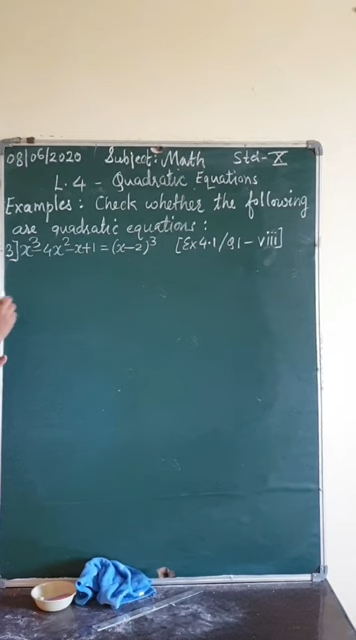 08/06/2020 Subject: Math Std-X
L. 4 - Quadratic Equations
Examples: Check whether the following
are quadratic equations:
3] x³-4x²-x+1=(x-2)³ [Ex 4.1/Q1-viii]